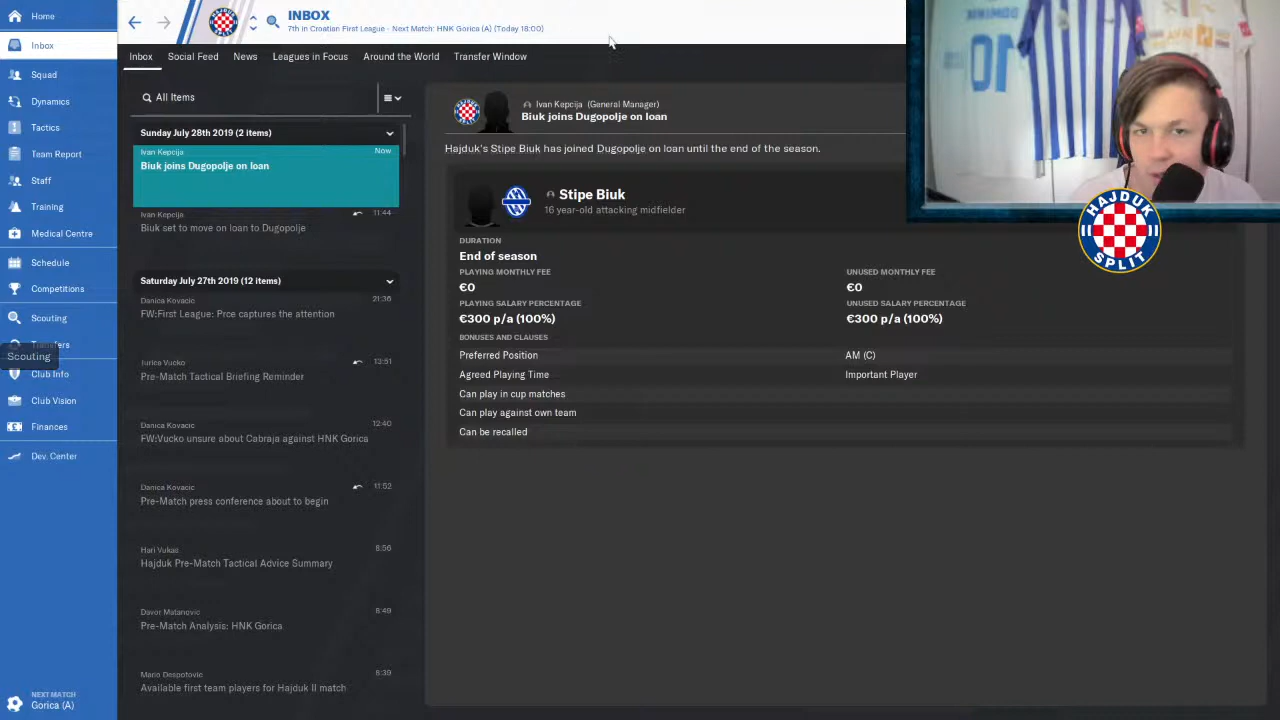 Home
Inbox
Squad
Dynamics
Tactics
Team Report
Staff
Training
Medical Centre
Schedule
Competitions
Scouting
Transfers
Scouting
Club Info
Club Vision
Finances
Dev. Center
NEXT MATCH
Gorica (A)
INBOX
7th in Croatian First League - Next Match: HNK Gorica (A) (Today 18:00)
Inbox Social Feed News Leagues in Focus Around the World Transfer Window
All Items
Sunday July 28th 2019 (2 items)
Ivan Kepcija Now
Biuk joins Dugopolje on loan
Ivan Kepcija 11:44
Biuk set to move on loan to Dugopolje
Saturday July 27th 2019 (12 items)
Danica Kovacic 21:36
FW:First League: Prce captures the attention
Jurica Vucko 13:51
Pre-Match Tactical Briefing Reminder
Danica Kovacic 12:40
FW:Vucko unsure about Cabraja against HNK Gorica
Danica Kovacic 11:52
Pre-Match press conference about to begin
Hari Vukas 8:56
Hajduk Pre-Match Tactical Advice Summary
Davor Matanovic 8:49
Pre-Match Analysis: HNK Gorica
Mario Despotovic 8:39
Available first team players for Hajduk II match
Ivan Kepcija (General Manager)
Biuk joins Dugopolje on loan
Hajduk's Stipe Biuk has joined Dugopolje on loan until the end of the season.
Stipe Biuk
16 year-old attacking midfielder
DURATION
End of season
PLAYING MONTHLY FEE UNUSED MONTHLY FEE
€0 €0
PLAYING SALARY PERCENTAGE UNUSED SALARY PERCENTAGE
€300 p/a (100%) €300 p/a (100%)
BONUSES AND CLAUSES
Preferred Position AM (C)
Agreed Playing Time Important Player
Can play in cup matches
Can play against own team
Can be recalled
10
HAJDUK
SPLIT